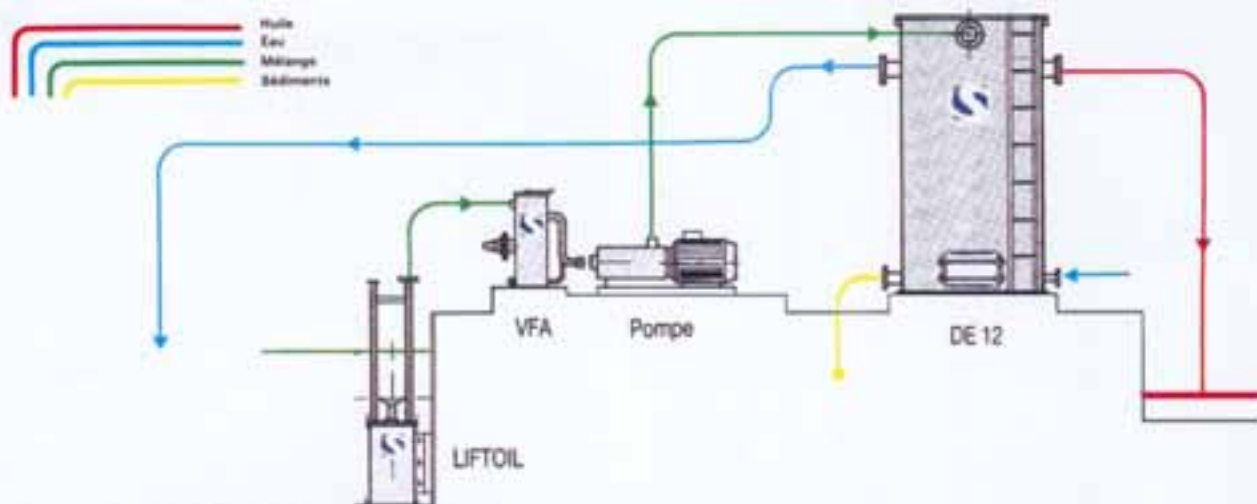 Huile
Eau
Mélange
Sédiments
VFA
Pompe
DE 12
LIFTOIL